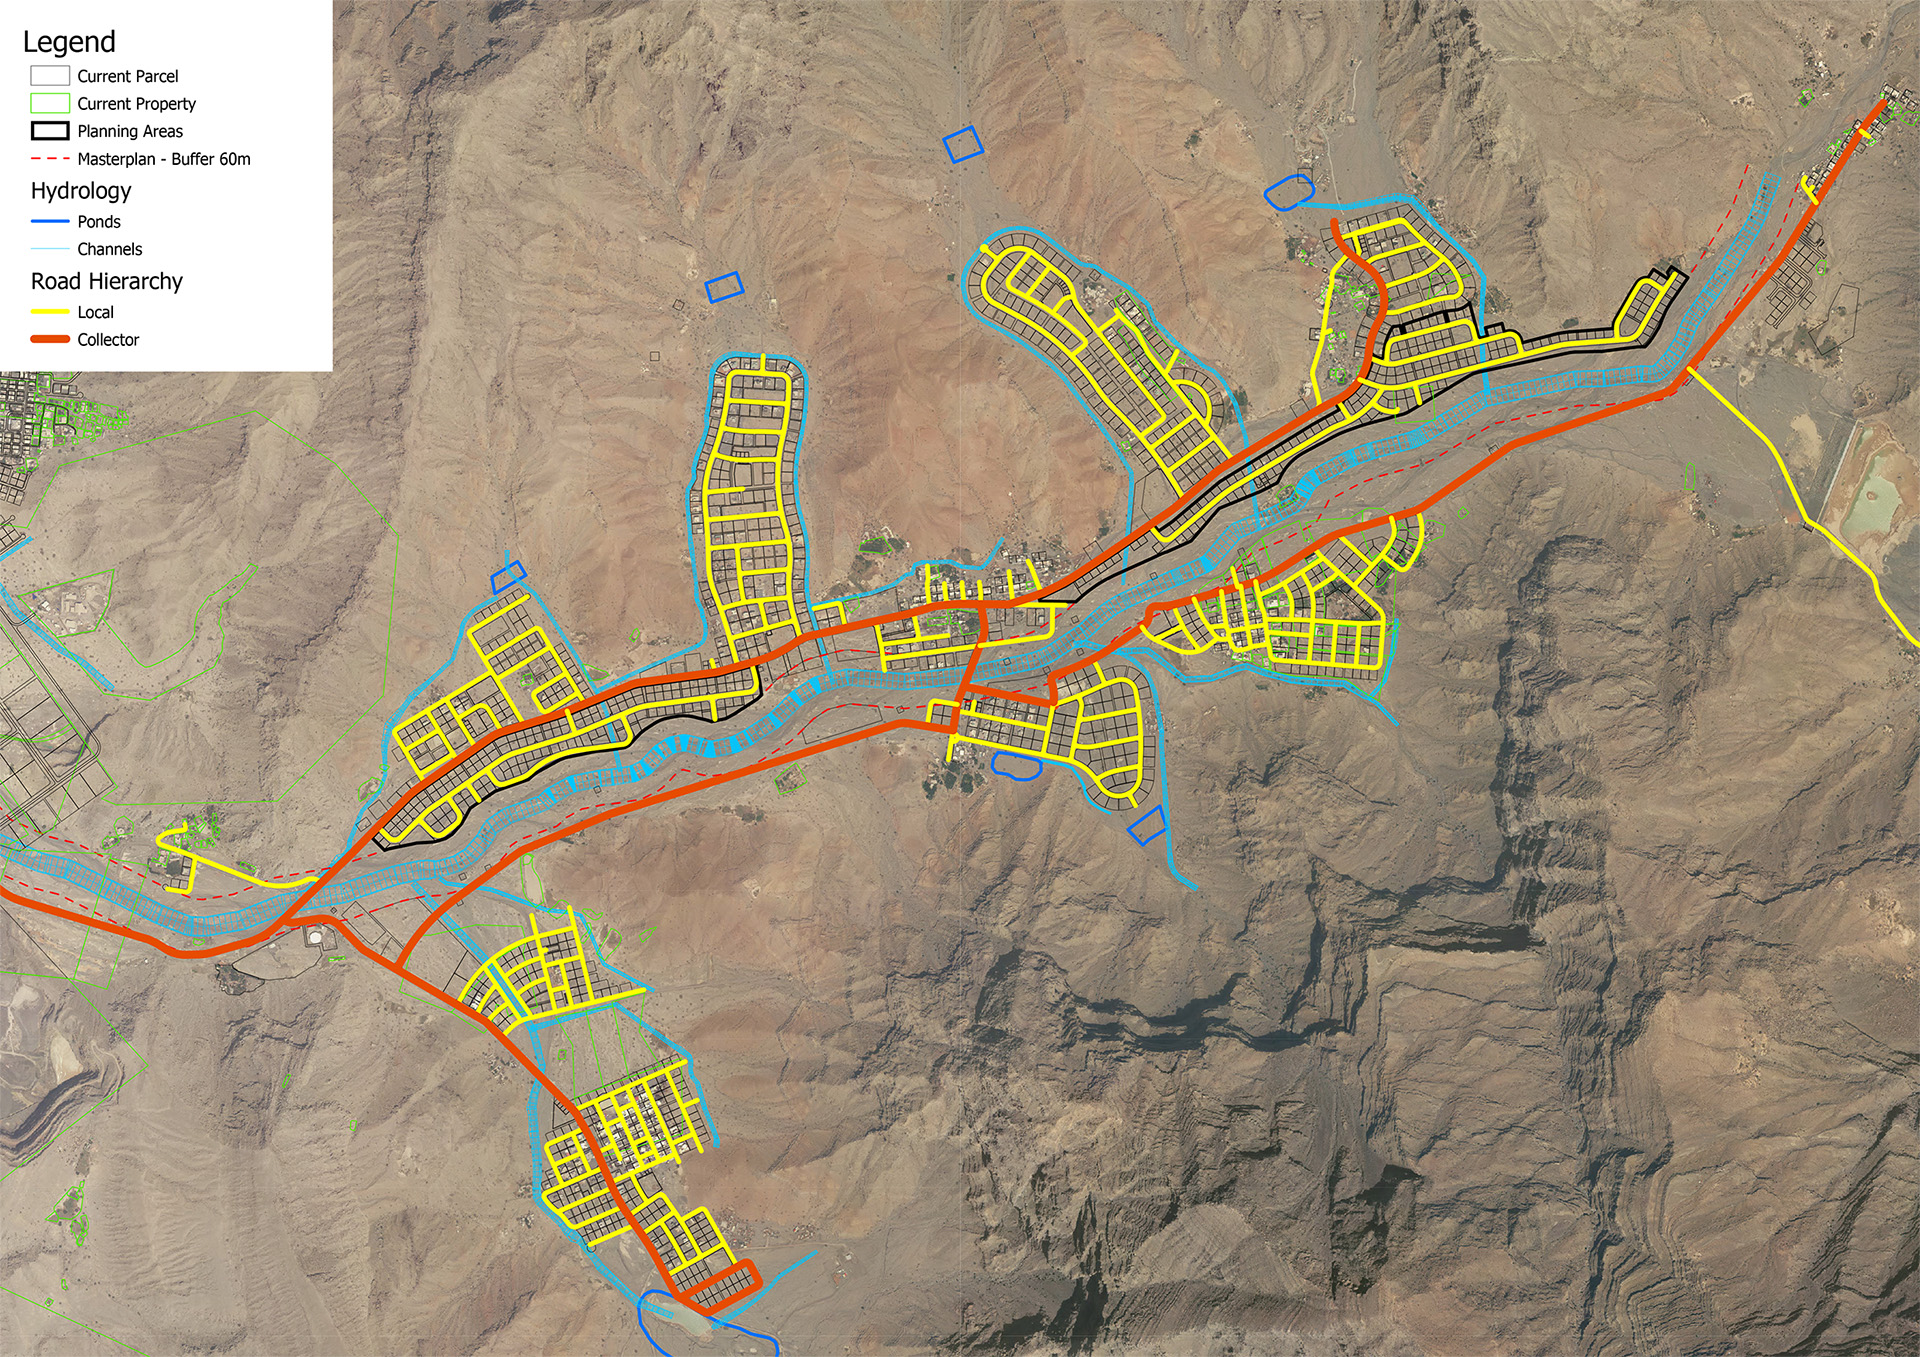 Legend
Current Parcel
Current Property
Planning Areas
Masterplan - Buffer 60m
Hydrology
Ponds
Channels
Road Hierarchy
Local
Collector